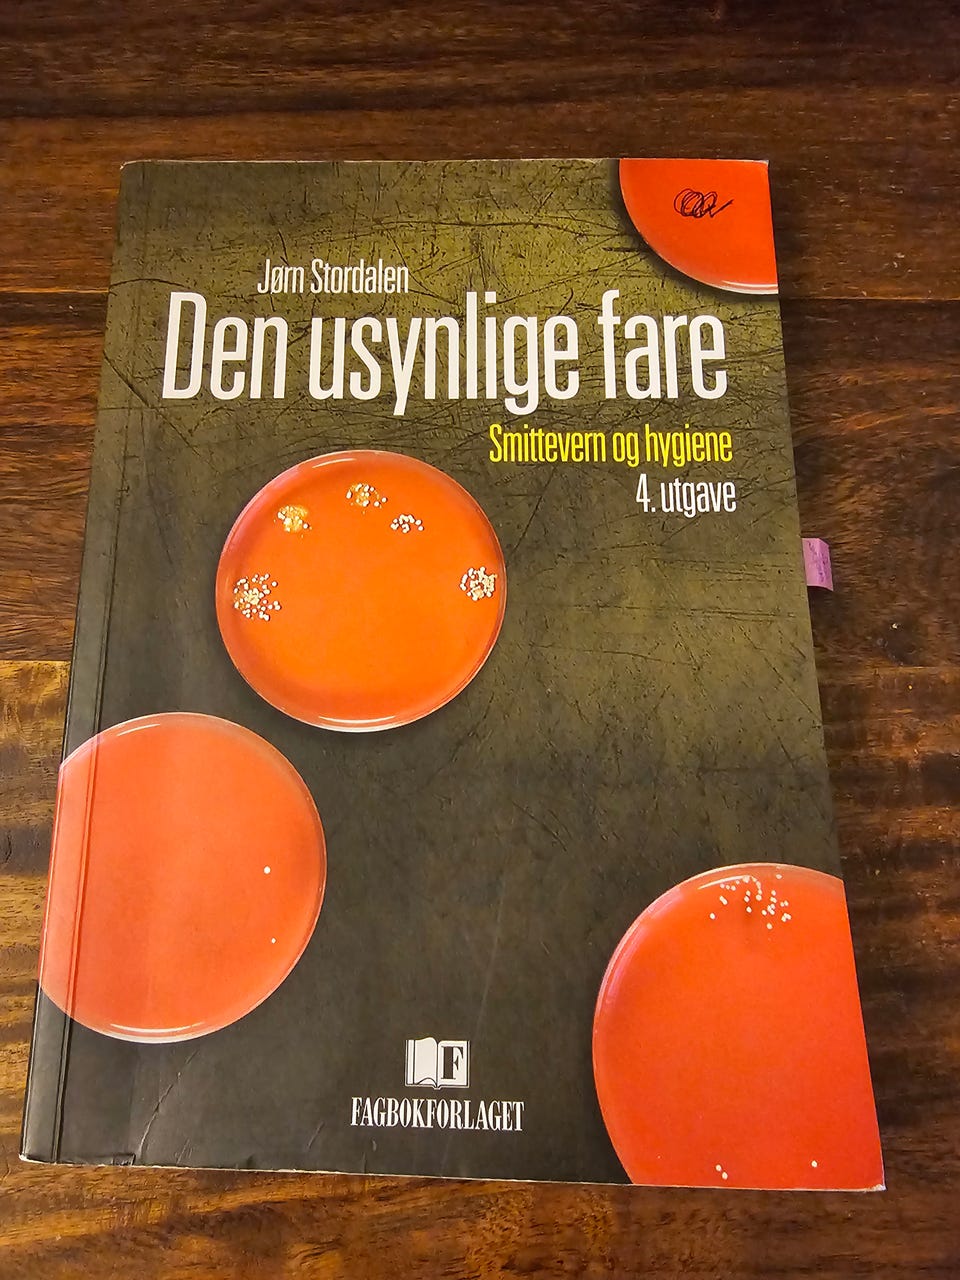 Jørn Stordalen
Den usynlige fare
Smittevern og hygiene
4. utgave
F
FAGBOKFORLAGET